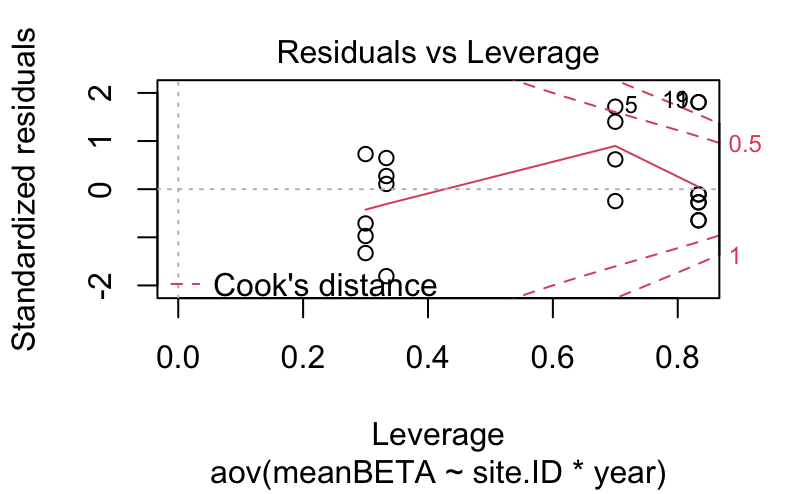 Residuals vs Leverage
Standardized residuals
2
1
0
-2
5
19
0.5
1
Cook's distance
0.0 0.2 0.4 0.6 0.8
Leverage
aov(meanBETA ~ site.ID * year)